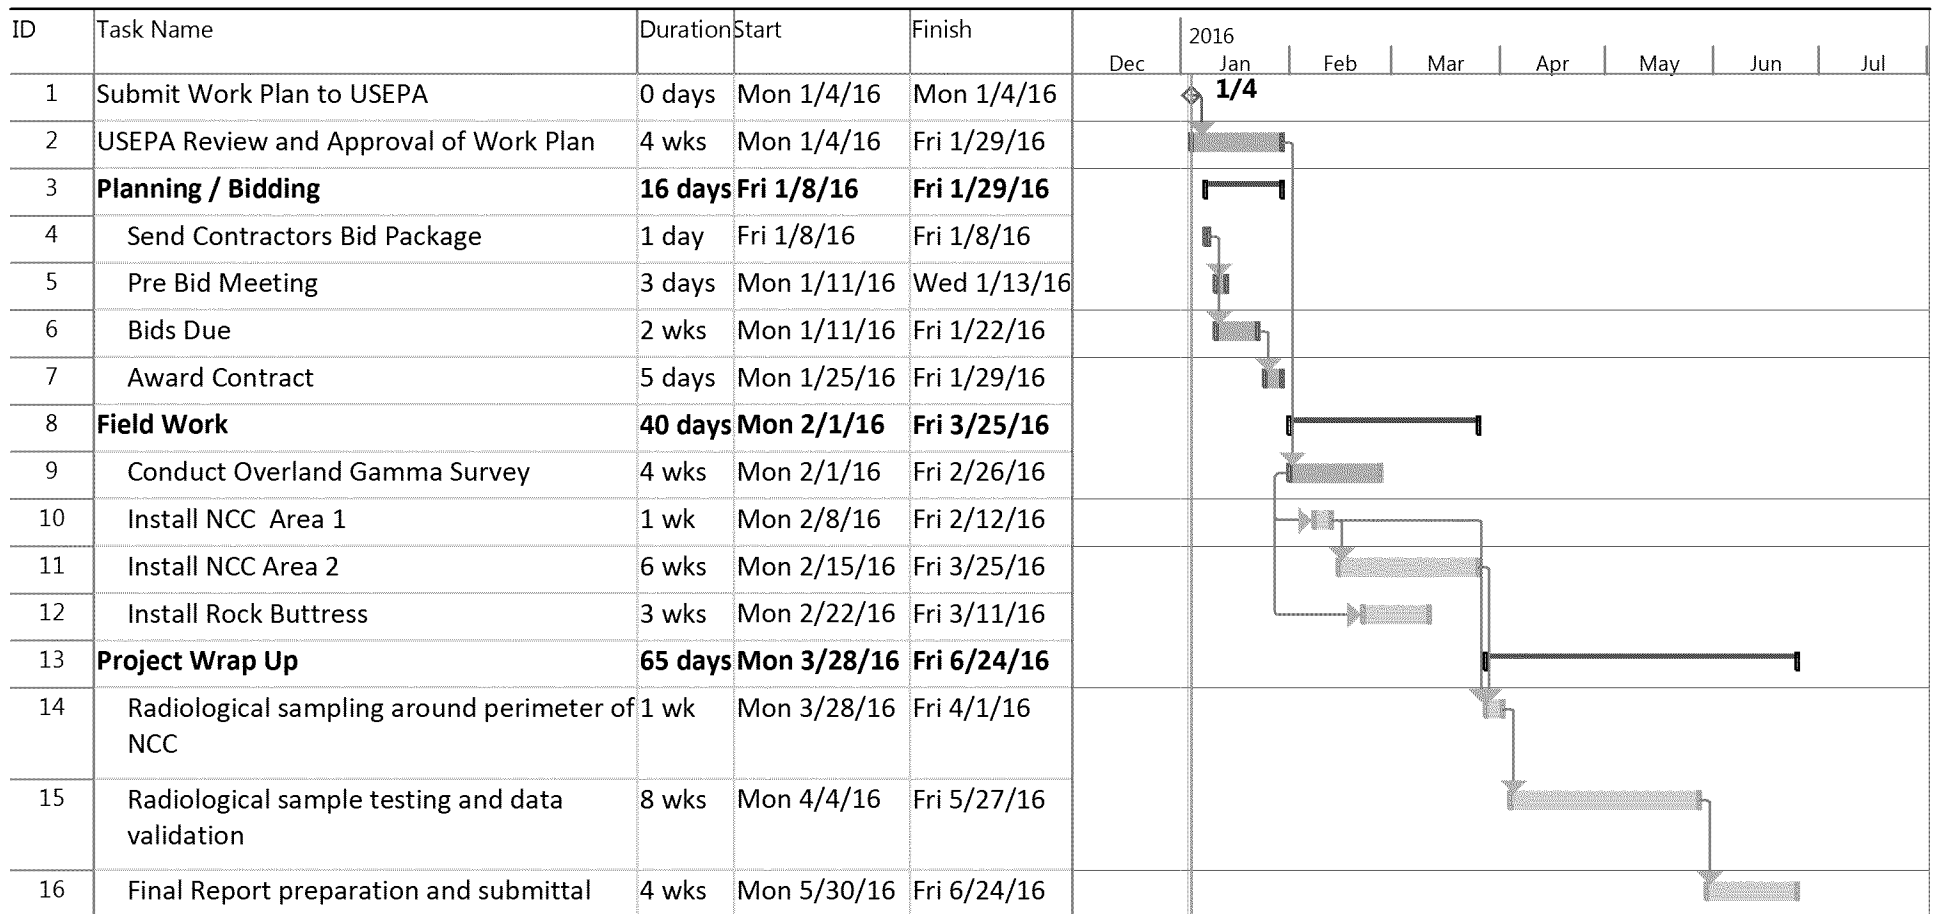 ID Task Name Duration Start Finish
2016
Dec Jan Feb Mar Apr May Jun Jul
1 Submit Work Plan to USEPA 0 days Mon 1/4/16 Mon 1/4/16 1/4
2 USEPA Review and Approval of Work Plan 4 wks Mon 1/4/16 Fri 1/29/16
3 Planning / Bidding 16 days Fri 1/8/16 Fri 1/29/16
4 Send Contractors Bid Package 1 day Fri 1/8/16 Fri 1/8/16
5 Pre Bid Meeting 3 days Mon 1/11/16 Wed 1/13/16
6 Bids Due 2 wks Mon 1/11/16 Fri 1/22/16
7 Award Contract 5 days Mon 1/25/16 Fri 1/29/16
8 Field Work 40 days Mon 2/1/16 Fri 3/25/16
9 Conduct Overland Gamma Survey 4 wks Mon 2/1/16 Fri 2/26/16
10 Install NCC Area 1 1 wk Mon 2/8/16 Fri 2/12/16
11 Install NCC Area 2 6 wks Mon 2/15/16 Fri 3/25/16
12 Install Rock Buttress 3 wks Mon 2/22/16 Fri 3/11/16
13 Project Wrap Up 65 days Mon 3/28/16 Fri 6/24/16
14 Radiological sampling around perimeter of 1 wk Mon 3/28/16 Fri 4/1/16
NCC
15 Radiological sample testing and data 8 wks Mon 4/4/16 Fri 5/27/16
validation
16 Final Report preparation and submittal 4 wks Mon 5/30/16 Fri 6/24/16